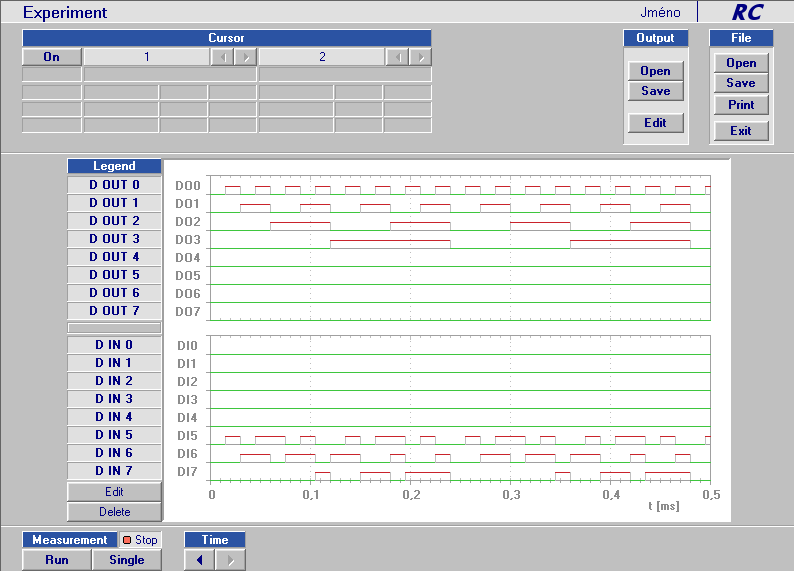 Experiment Jméno RC
Cursor Output File
On 1 2
Open Open
Save Save
Print
Edit Exit
Legend
D OUT 0 DO0
D OUT 1 DO1
D OUT 2 DO2
D OUT 3 DO3
D OUT 4 DO4
D OUT 5 DO5
D OUT 6 DO6
D OUT 7 DO7
D IN 0 DI0
D IN 1 DI1
D IN 2 DI2
D IN 3 DI3
D IN 4 DI4
D IN 5 DI5
D IN 6 DI6
D IN 7 DI7
Edit 0 0,1 0,2 0,3 0,4 0,5
Delete t [ms]
Measurement Stop Time
Run Single